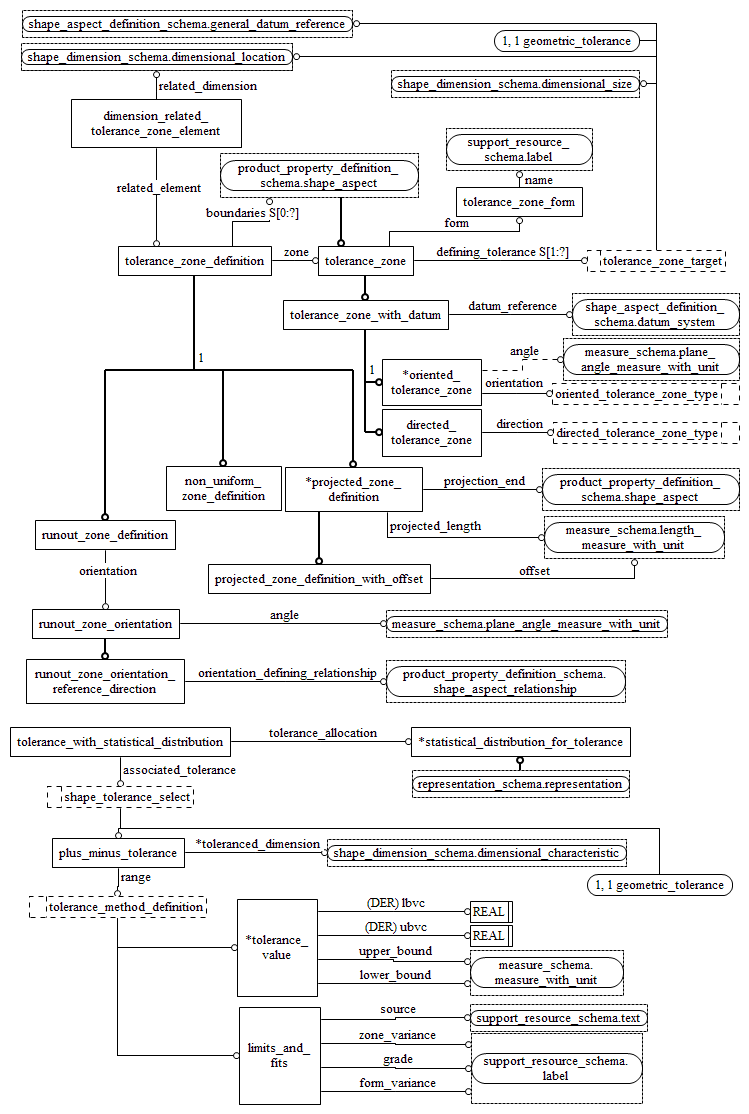 shape_aspect_definition_schema.general_datum_reference
1, 1 geometric_tolerance
shape_dimension_schema.dimensional_location
related_dimension
shape_dimension_schema.dimensional_size
dimension_related_
tolerance_zone_element
support_resource_
schema.label
product_property_definition
_schema.shape_aspect
related_element
name
tolerance_zone_form
boundaries S[0:?]
form
tolerance_zone_definition
zone
tolerance_zone
defining_tolerance S[1:?]
tolerance_zone_target
tolerance_zone_with_datum
datum_reference
shape_aspect_definition_
schema.datum_system
1
1
angle
measure_schema.plane_
angle_measure_with_unit
*oriented_
tolerance_zone
orientation
oriented_tolerance_zone_type
directed_
tolerance_zone
direction
directed_tolerance_zone_type
non_uniform_
zone_definition
*projected_zone_
definition
projection_end
product_property_definition_
schema.shape_aspect
runout_zone_definition
projected_length
measure_schema.length_
measure_with_unit
orientation
projected_zone_definition_with_offset
offset
runout_zone_orientation
angle
measure_schema.plane_angle_measure_with_unit
runout_zone_orientation_
reference_direction
orientation_defining_relationship
product_property_definition_schema.
shape_aspect_relationship
tolerance_with_statistical_distribution
tolerance_allocation
*statistical_distribution_for_tolerance
associated_tolerance
representation_schema.representation
shape_tolerance_select
plus_minus_tolerance
*toleranced_dimension
shape_dimension_schema.dimensional_characteristic
range
1, 1 geometric_tolerance
tolerance_method_definition
*tolerance_
value
(DER) lbvc
REAL
(DER) ubvc
REAL
upper_bound
lower_bound
measure_schema.
measure_with_unit
limits_and_
fits
source
support_resource_schema.text
zone_variance
grade
form_variance
support_resource_schema.
label